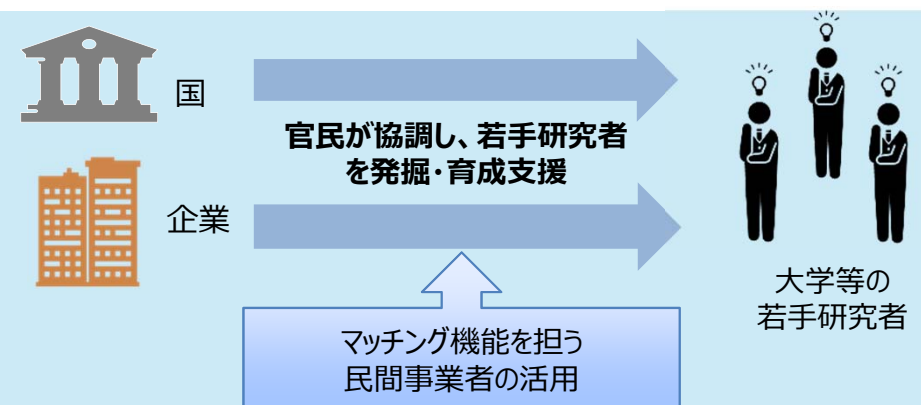 国
官民が協調し、若手研究者
を発掘・育成支援
企業
大学等の
若手研究者
マッチング機能を担う
民間事業者の活用